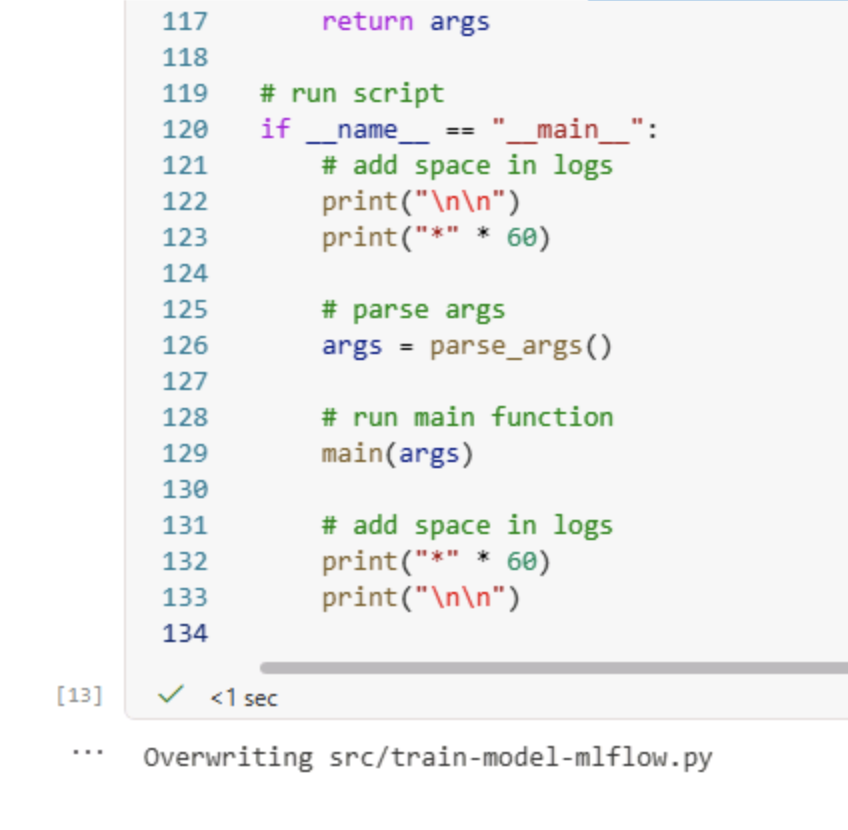 117     return args
118
119 # run script
120 if __name__ == "__main__":
121     # add space in logs
122     print("\n\n")
123     print("*" * 60)
124
125     # parse args
126     args = parse_args()
127
128     # run main function
129     main(args)
130
131     # add space in logs
132     print("*" * 60)
133     print("\n\n")
134
[13] <1 sec
··· Overwriting src/train-model-mlflow.py